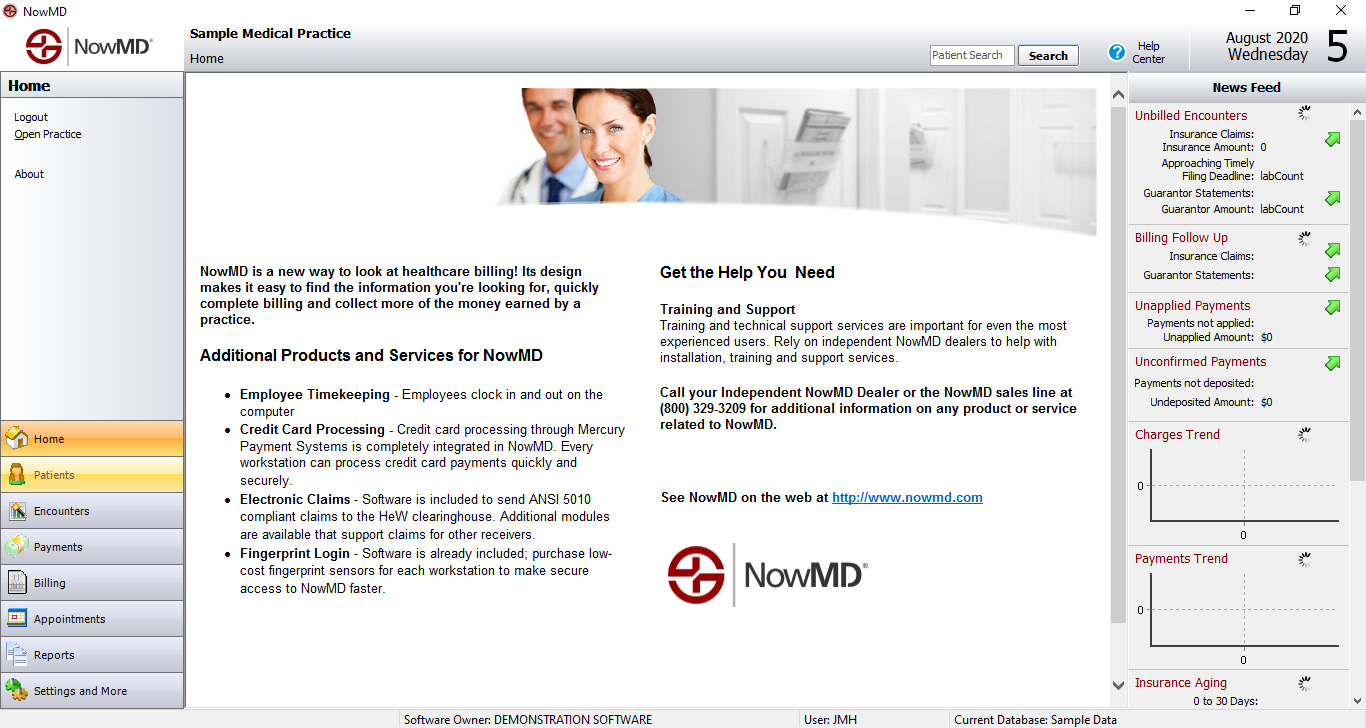 NowMD
NowMD®
Sample Medical Practice
Home
Patient Search
Search
?
Help
Center
August 2020
Wednesday
5
Home
Logout
Open Practice
About
Home
Patients
Encounters
Payments
Billing
Appointments
Reports
Settings and More
NowMD is a new way to look at healthcare billing! Its design
makes it easy to find the information you're looking for, quickly
complete billing and collect more of the money earned by a
practice.
Additional Products and Services for NowMD
• Employee Timekeeping - Employees clock in and out on the
computer
• Credit Card Processing - Credit card processing through Mercury
Payment Systems is completely integrated in NowMD. Every
workstation can process credit card payments quickly and
securely.
• Electronic Claims - Software is included to send ANSI 5010
compliant claims to the HeW clearinghouse. Additional modules
are available that support claims for other receivers.
• Fingerprint Login - Software is already included; purchase low-
cost fingerprint sensors for each workstation to make secure
access to NowMD faster.
Get the Help You Need
Training and Support
Training and technical support services are important for even the most
experienced users. Rely on independent NowMD dealers to help with
installation, training and support services.
Call your Independent NowMD Dealer or the NowMD sales line at
(800) 329-3209 for additional information on any product or service
related to NowMD.
See NowMD on the web at http://www.nowmd.com
NowMD®
News Feed
Unbilled Encounters
Insurance Claims:
Insurance Amount: 0
Approaching Timely
Filing Deadline: labCount
Guarantor Statements:
Guarantor Amount: labCount
Billing Follow Up
Insurance Claims:
Guarantor Statements:
Unapplied Payments
Payments not applied:
Unapplied Amount: $0
Unconfirmed Payments
Payments not deposited:
Undeposited Amount: $0
Charges Trend
0
0
Payments Trend
0
0
Insurance Aging
0 to 30 Days:
Software Owner: DEMONSTRATION SOFTWARE
User: JMH
Current Database: Sample Data